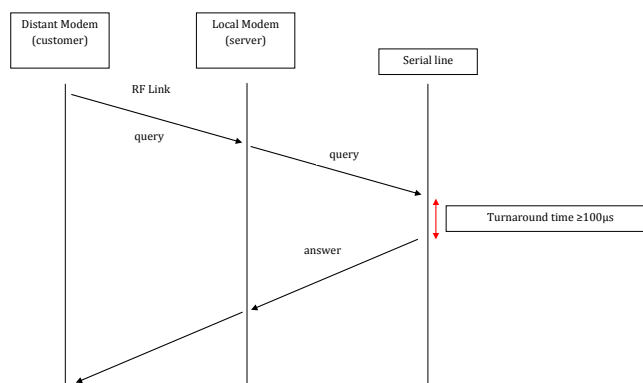 Distant Modem
(customer)
Local Modem
(server)
Serial line
RF Link
query
query
Turnaround time ≥100µs
answer